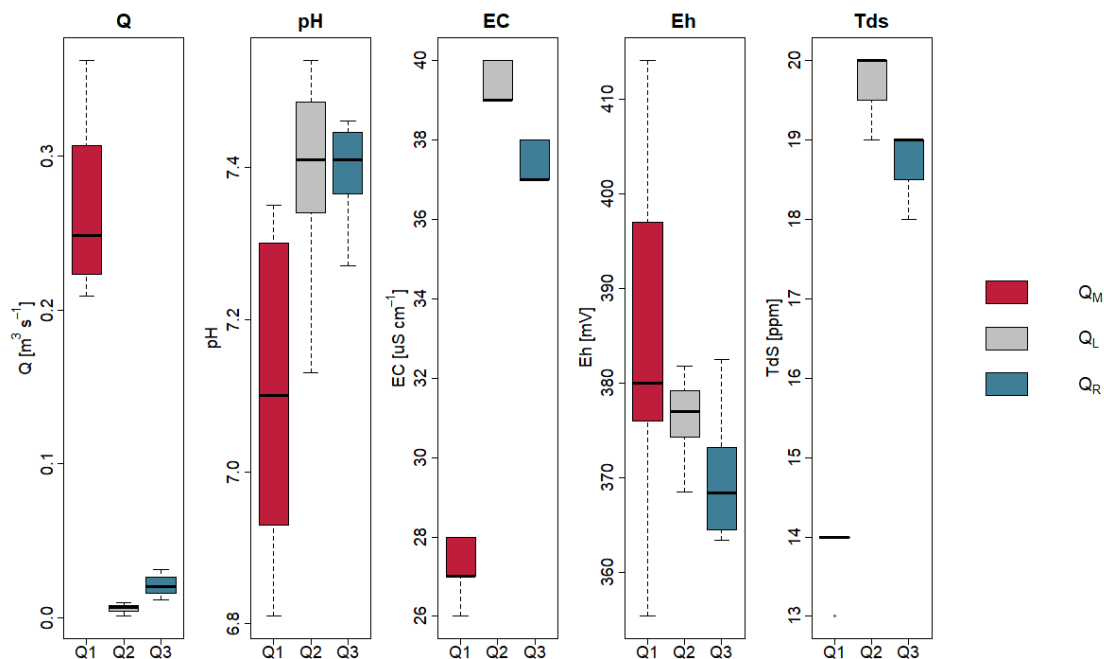 Q
pH
EC
Eh
Tds
Q [m³ s⁻¹]
0.0
0.1
0.2
0.3
Q1 Q2 Q3
pH
6.8
7.0
7.2
7.4
Q1 Q2 Q3
EC [uS cm⁻¹]
26
28
30
32
34
36
38
40
Q1 Q2 Q3
Eh [mV]
360
370
380
390
400
410
Q1 Q2 Q3
TdS [ppm]
13
14
15
16
17
18
19
20
Q1 Q2 Q3
Q_M
Q_L
Q_R